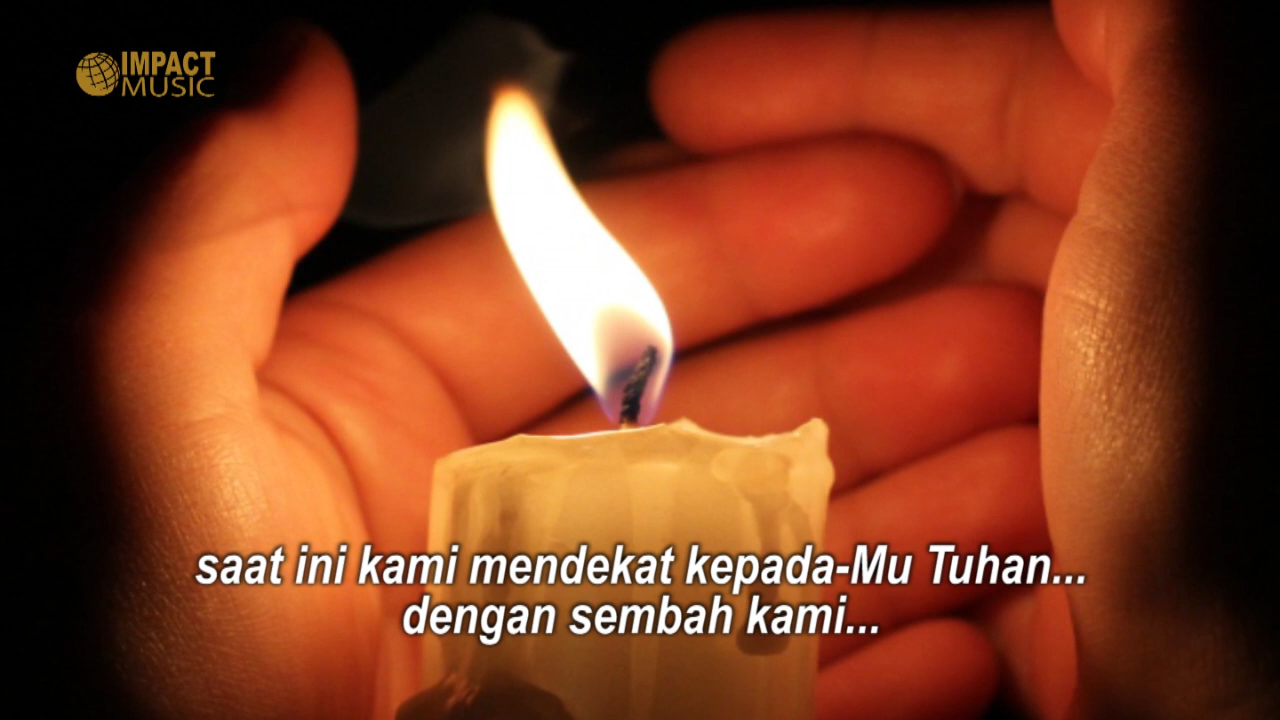 IMPACT
MUSIC
saat ini kami mendekat kepada-Mu Tuhan...
dengan sembah kami...